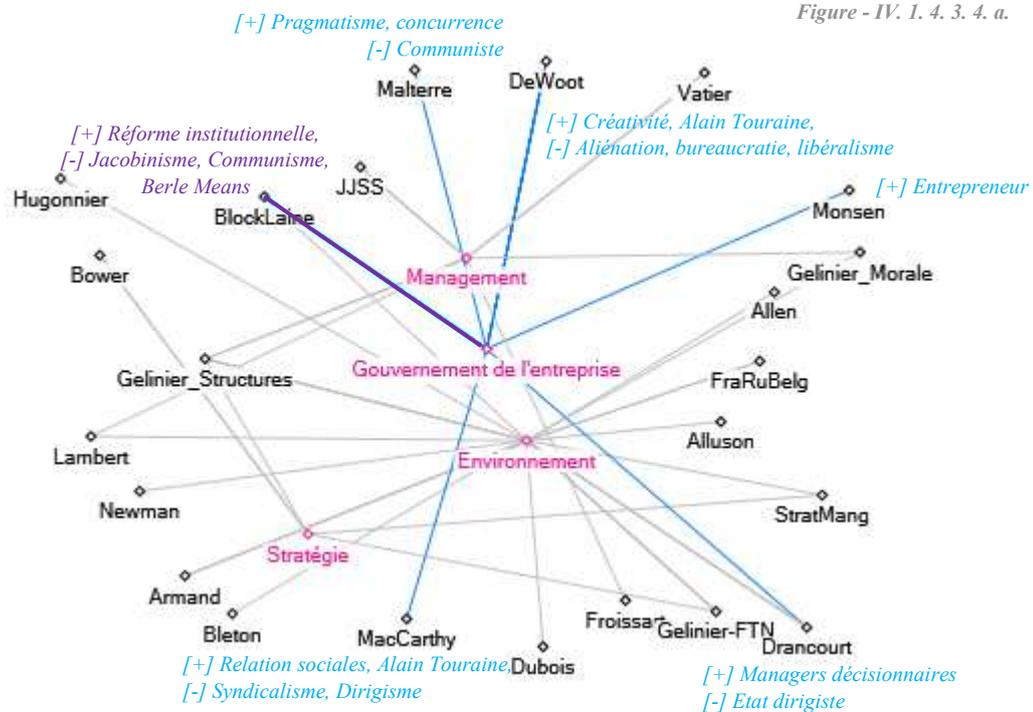 Figure - IV. 1. 4. 3. 4. a.
[+] Pragmatisme, concurrence
[-] Communiste
Malterre
DeWoot
Vatier
[+] Créativité, Alain Touraine,
[-] Aliénation, bureaucratie, libéralisme
[+] Réforme institutionnelle,
[-] Jacobinisme, Communisme,
Berle Means
JJSS
Hugonnier
BlockLaine
[+] Entrepreneur
Monsen
Bower
Management
Gelinier_Morale
Allen
Gelinier_Structures
Gouvernement de l'entreprise
FraRuBelg
Alluson
Lambert
Environnement
Newman
StratMang
Stratégie
Armand
Bleton
MacCarthy
Dubois
Froissart
Gelinier-FTN
Drancourt
[+] Relation sociales, Alain Touraine,
[-] Syndicalisme, Dirigisme
[+] Managers décisionnaires
[-] Etat dirigiste